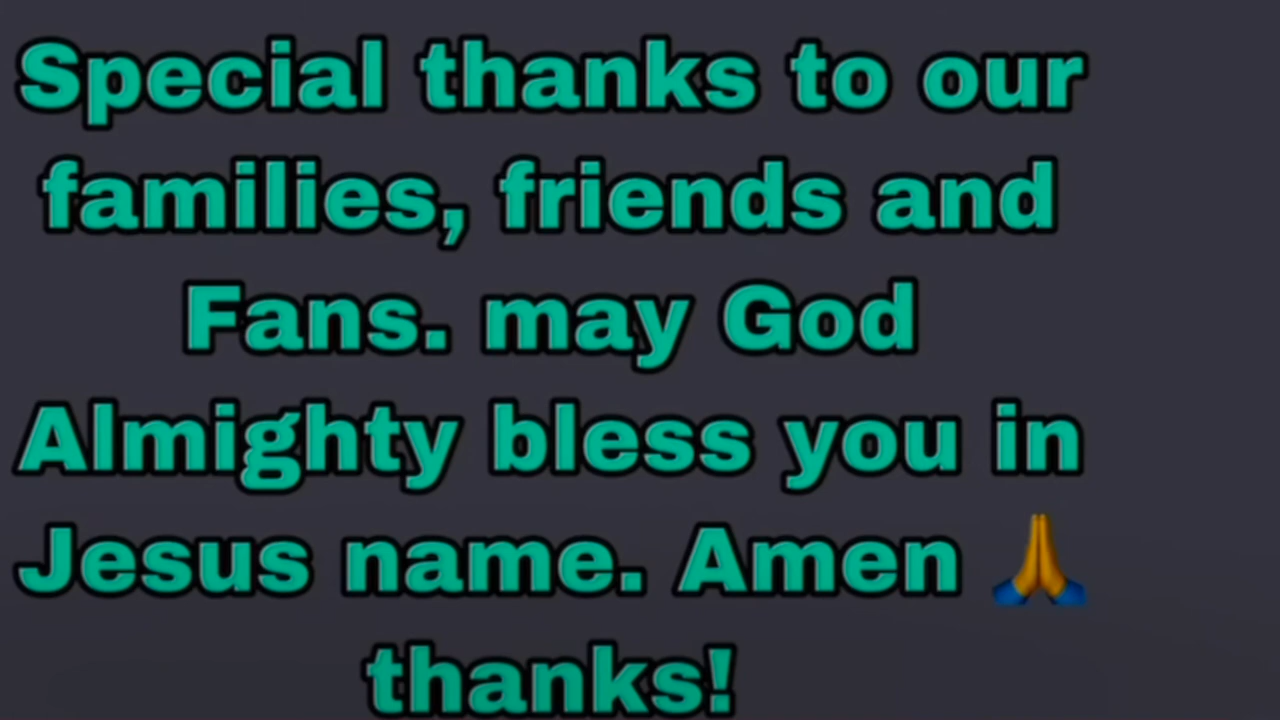 Special thanks to our
families, friends and
Fans. may God
Almighty bless you in
Jesus name. Amen 🙏
thanks!